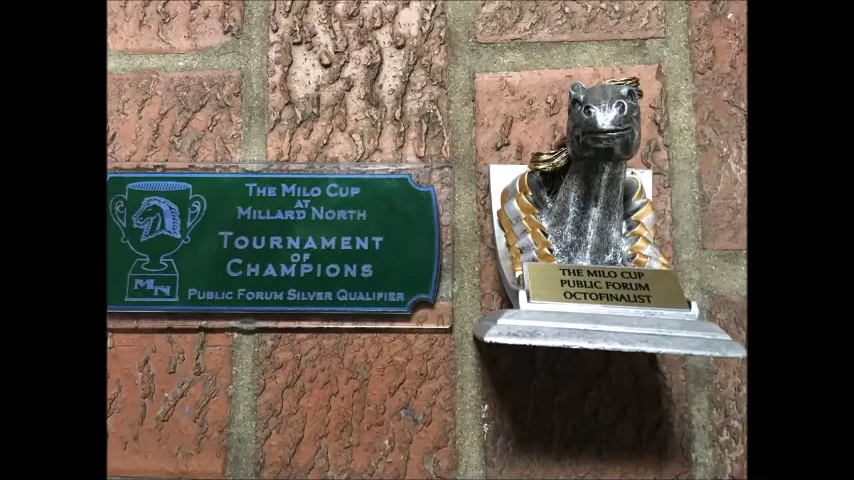 THE MILO CUP
AT
MILLARD NORTH
TOURNAMENT
OF
CHAMPIONS
PUBLIC FORUM SILVER QUALIFIER
MN
THE MILO CUP
PUBLIC FORUM
OCTOFINALIST